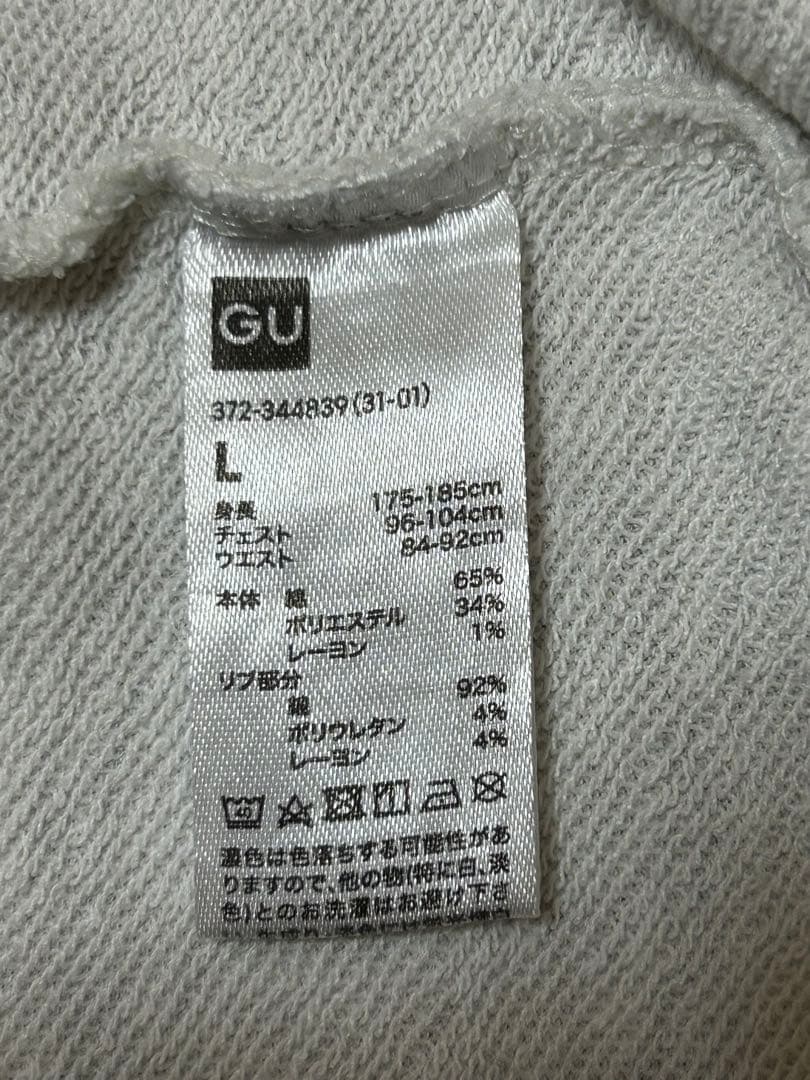 GU
372-344839(31-01)
L
身長 175-185cm
チェスト 96-104cm
ウエスト 84-92cm
本体 綿 65%
ポリエステル 34%
レーヨン 1%
リブ部分
綿 92%
ポリウレタン 4%
レーヨン 4%
40
濃色は色落ちする可能性があ
りますので、他の物(特に白、淡
色)とのお洗濯はお避け下さ